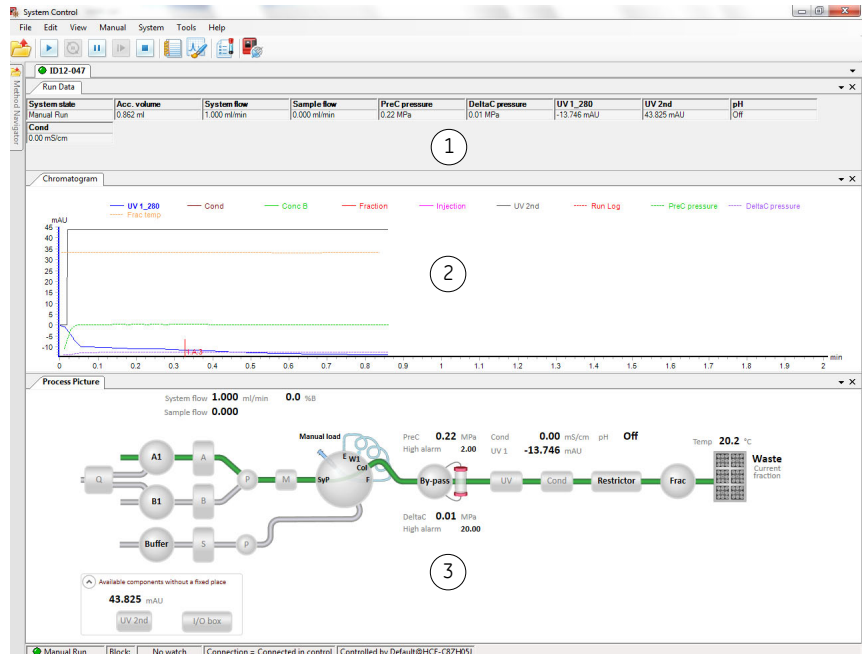 System Control
File Edit View Manual System Tools Help
ID12-047
Method Navigator
Run Data
System state Acc. volume System flow Sample flow PreC pressure DeltaC pressure UV 1_280 UV 2nd pH
Manual Run 0.862 ml 1.000 ml/min 0.000 ml/min 0.22 MPa 0.01 MPa -13.746 mAU 43.825 mAU Off
Cond
0.00 mS/cm
1
Chromatogram
UV 1_280 Cond Conc B Fraction Injection UV 2nd Run Log PreC pressure DeltaC pressure
Frac temp
mAU
45
40
35
30
25
20
15
10
5
0
-5
-10
2
1.A.3
min
0 0.1 0.2 0.3 0.4 0.5 0.6 0.7 0.8 0.9 1 1.1 1.2 1.3 1.4 1.5 1.6 1.7 1.8 1.9 2
Process Picture
System flow 1.000 ml/min 0.0 %B
Sample flow 0.000
Manual load
PreC 0.22 MPa Cond 0.00 mS/cm pH Off
High alarm 2.00 UV 1 -13.746 mAU
Temp 20.2 °C
A1 A
E W1
Col
Waste
Current
fraction
Q P M SyP F By-pass UV Cond Restrictor Frac
B1 B
DeltaC 0.01 MPa
High alarm 20.00
Buffer S P
3
Available components without a fixed place
43.825 mAU
UV 2nd I/O box
Manual Run Block: No watch Connection = Connected in control Controlled by Default@HCE-C8ZH05J